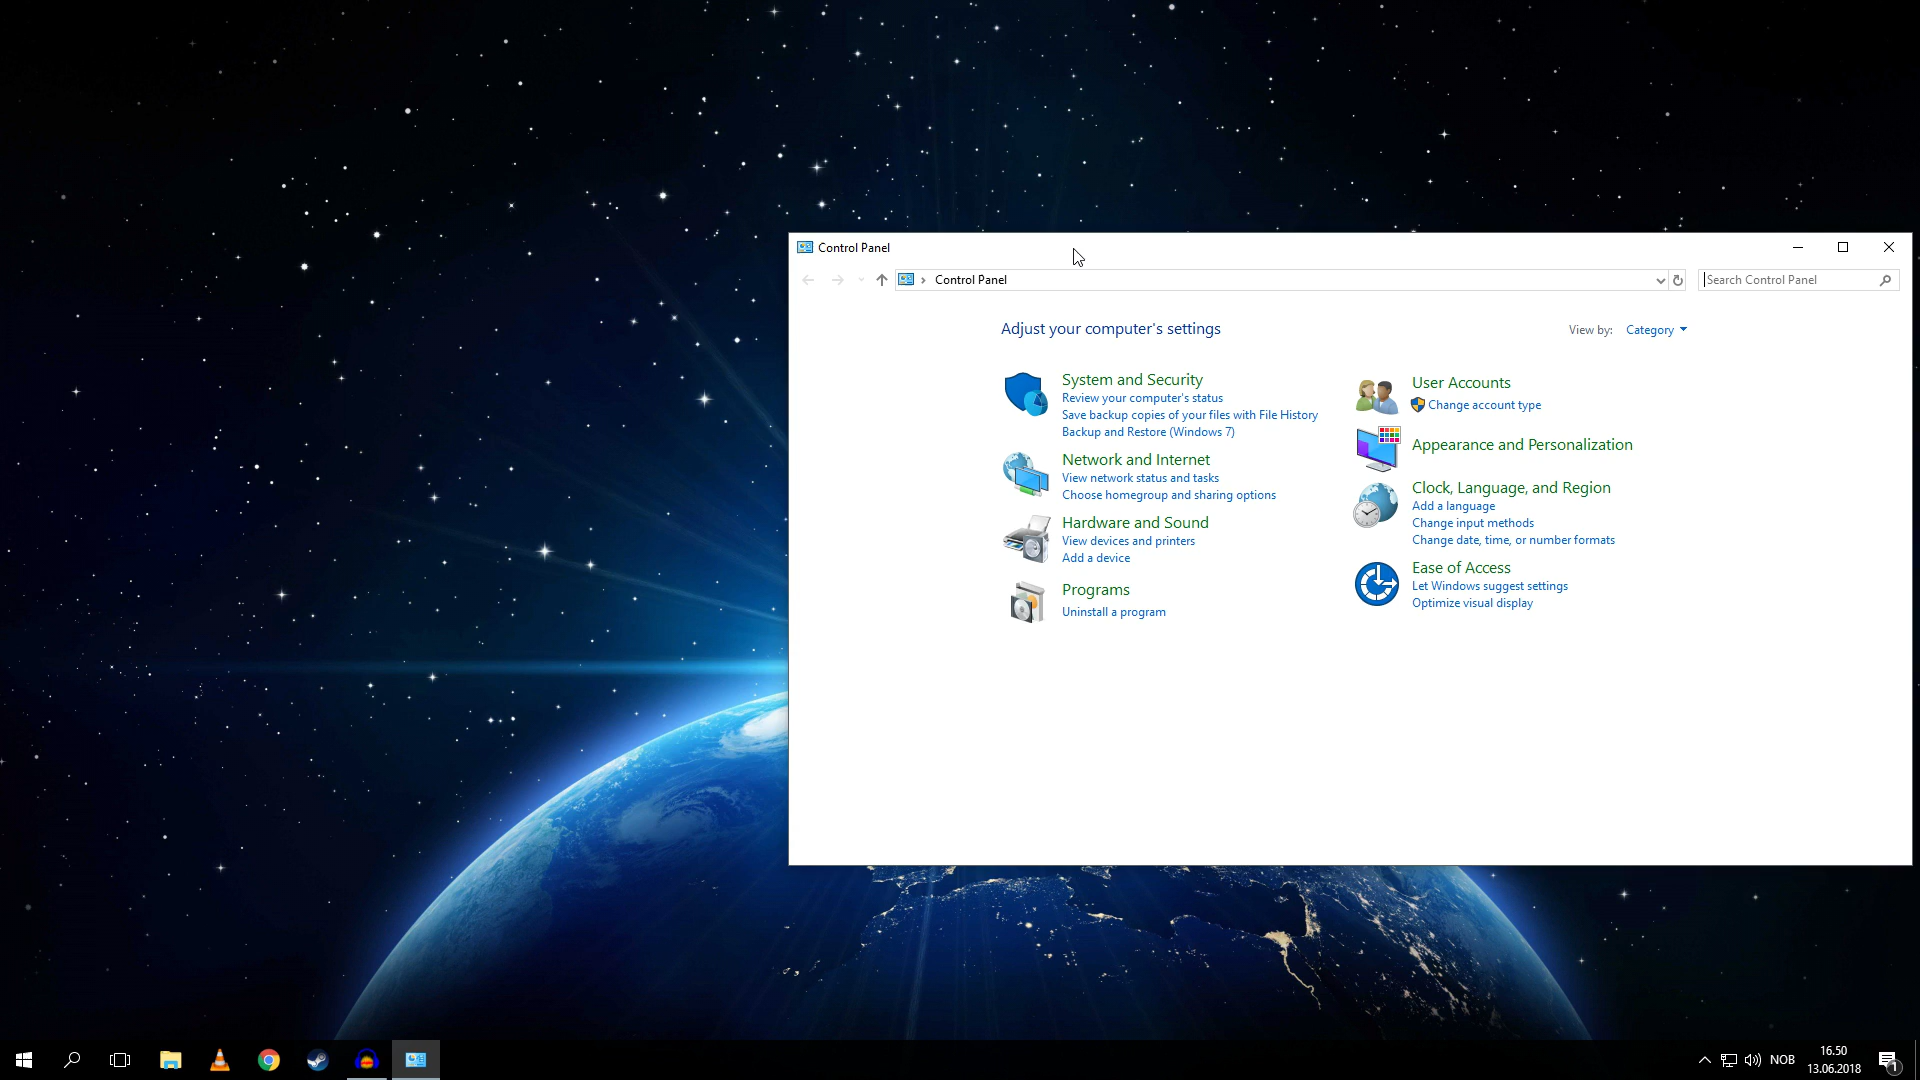 Control Panel
Control Panel
Search Control Panel
Adjust your computer's settings
View by: Category
System and Security
Review your computer's status
Save backup copies of your files with File History
Backup and Restore (Windows 7)
Network and Internet
View network status and tasks
Choose homegroup and sharing options
Hardware and Sound
View devices and printers
Add a device
Programs
Uninstall a program
User Accounts
Change account type
Appearance and Personalization
Clock, Language, and Region
Add a language
Change input methods
Change date, time, or number formats
Ease of Access
Let Windows suggest settings
Optimize visual display
NOB
16.50
13.06.2018
1